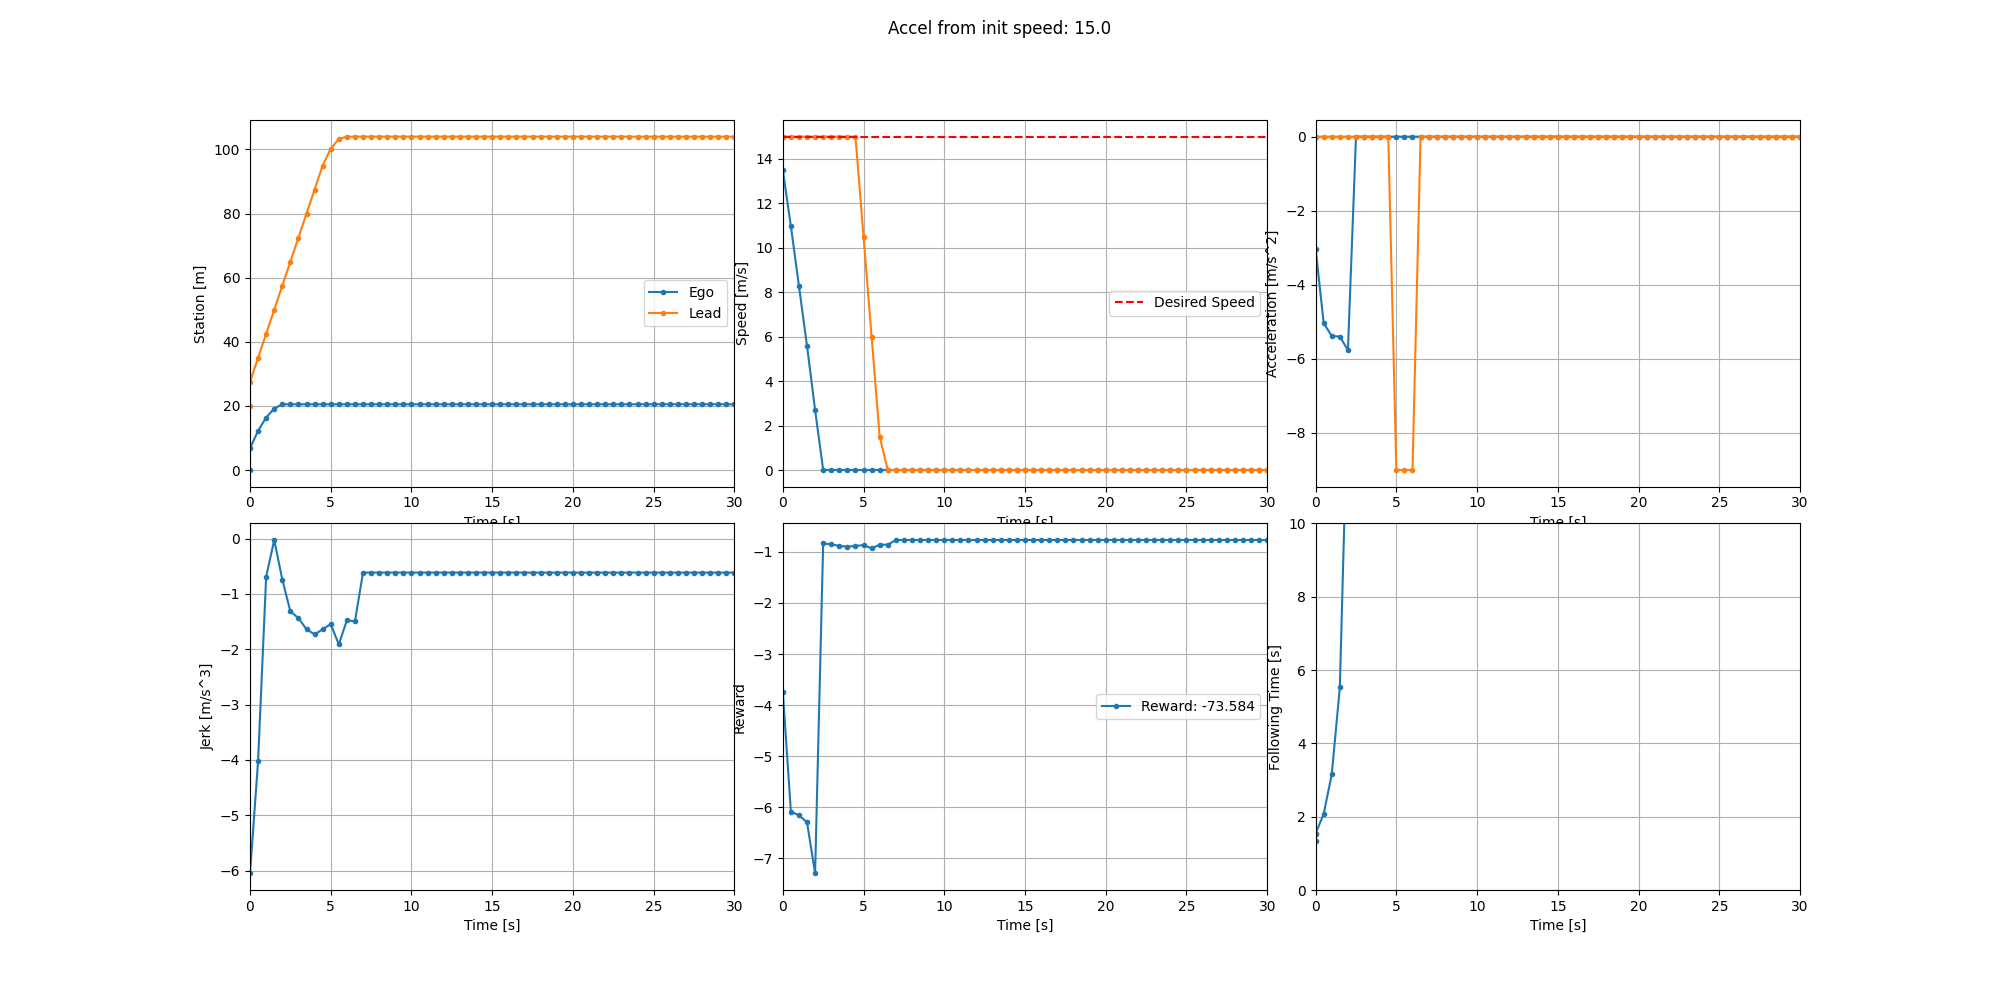 Accel from init speed: 15.0
Station [m]
100
80
60
40
20
0
Ego
Lead
0 5 10 15 20 25 30
Time [s]
Speed [m/s]
14
12
10
8
6
4
2
0
Desired Speed
0 5 10 15 20 25 30
Time [s]
Acceleration [m/s^2]
0
−2
−4
−6
−8
0 5 10 15 20 25 30
Time [s]
Jerk [m/s^3]
0
−1
−2
−3
−4
−5
−6
0 5 10 15 20 25 30
Time [s]
Reward
−1
−2
−3
−4
−5
−6
−7
Reward: -73.584
0 5 10 15 20 25 30
Time [s]
Following Time [s]
10
8
6
4
2
0
0 5 10 15 20 25 30
Time [s]